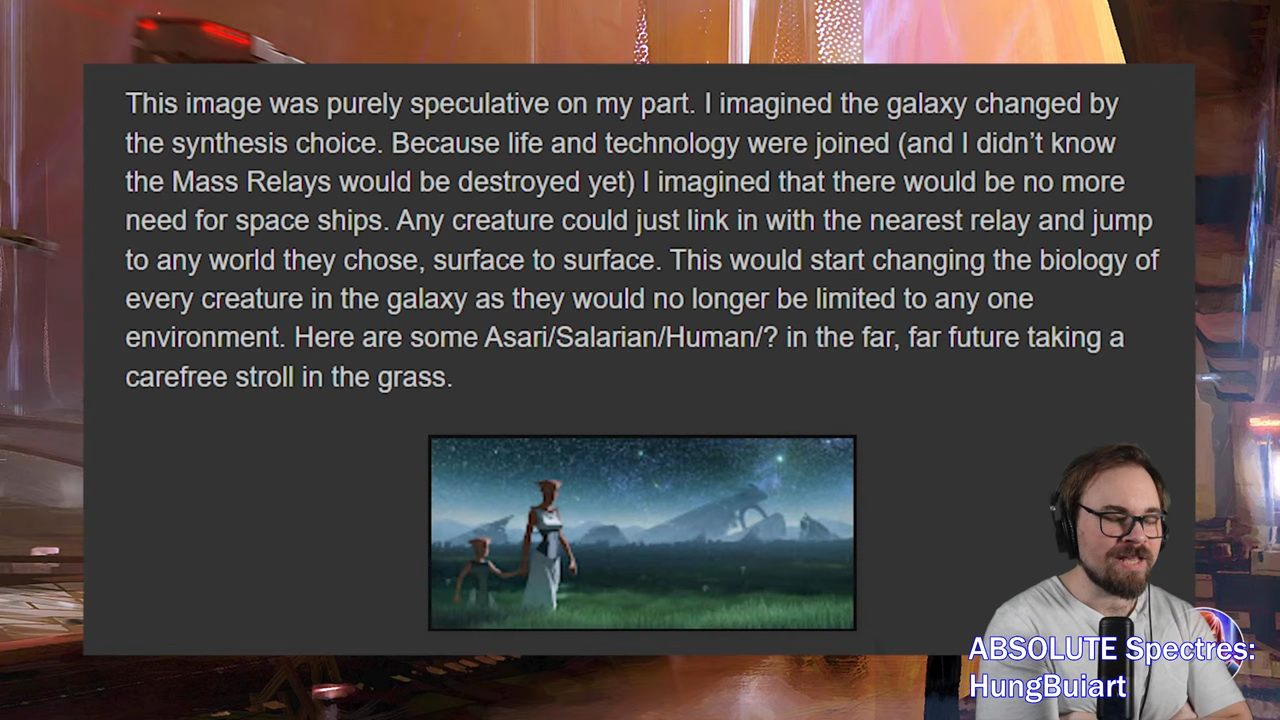 This image was purely speculative on my part. I imagined the galaxy changed by
the synthesis choice. Because life and technology were joined (and I didn’t know
the Mass Relays would be destroyed yet) I imagined that there would be no more
need for space ships. Any creature could just link in with the nearest relay and jump
to any world they chose, surface to surface. This would start changing the biology of
every creature in the galaxy as they would no longer be limited to any one
environment. Here are some Asari/Salarian/Human/? in the far, far future taking a
carefree stroll in the grass.
ABSOLUTE Spectres:
HungBuiart